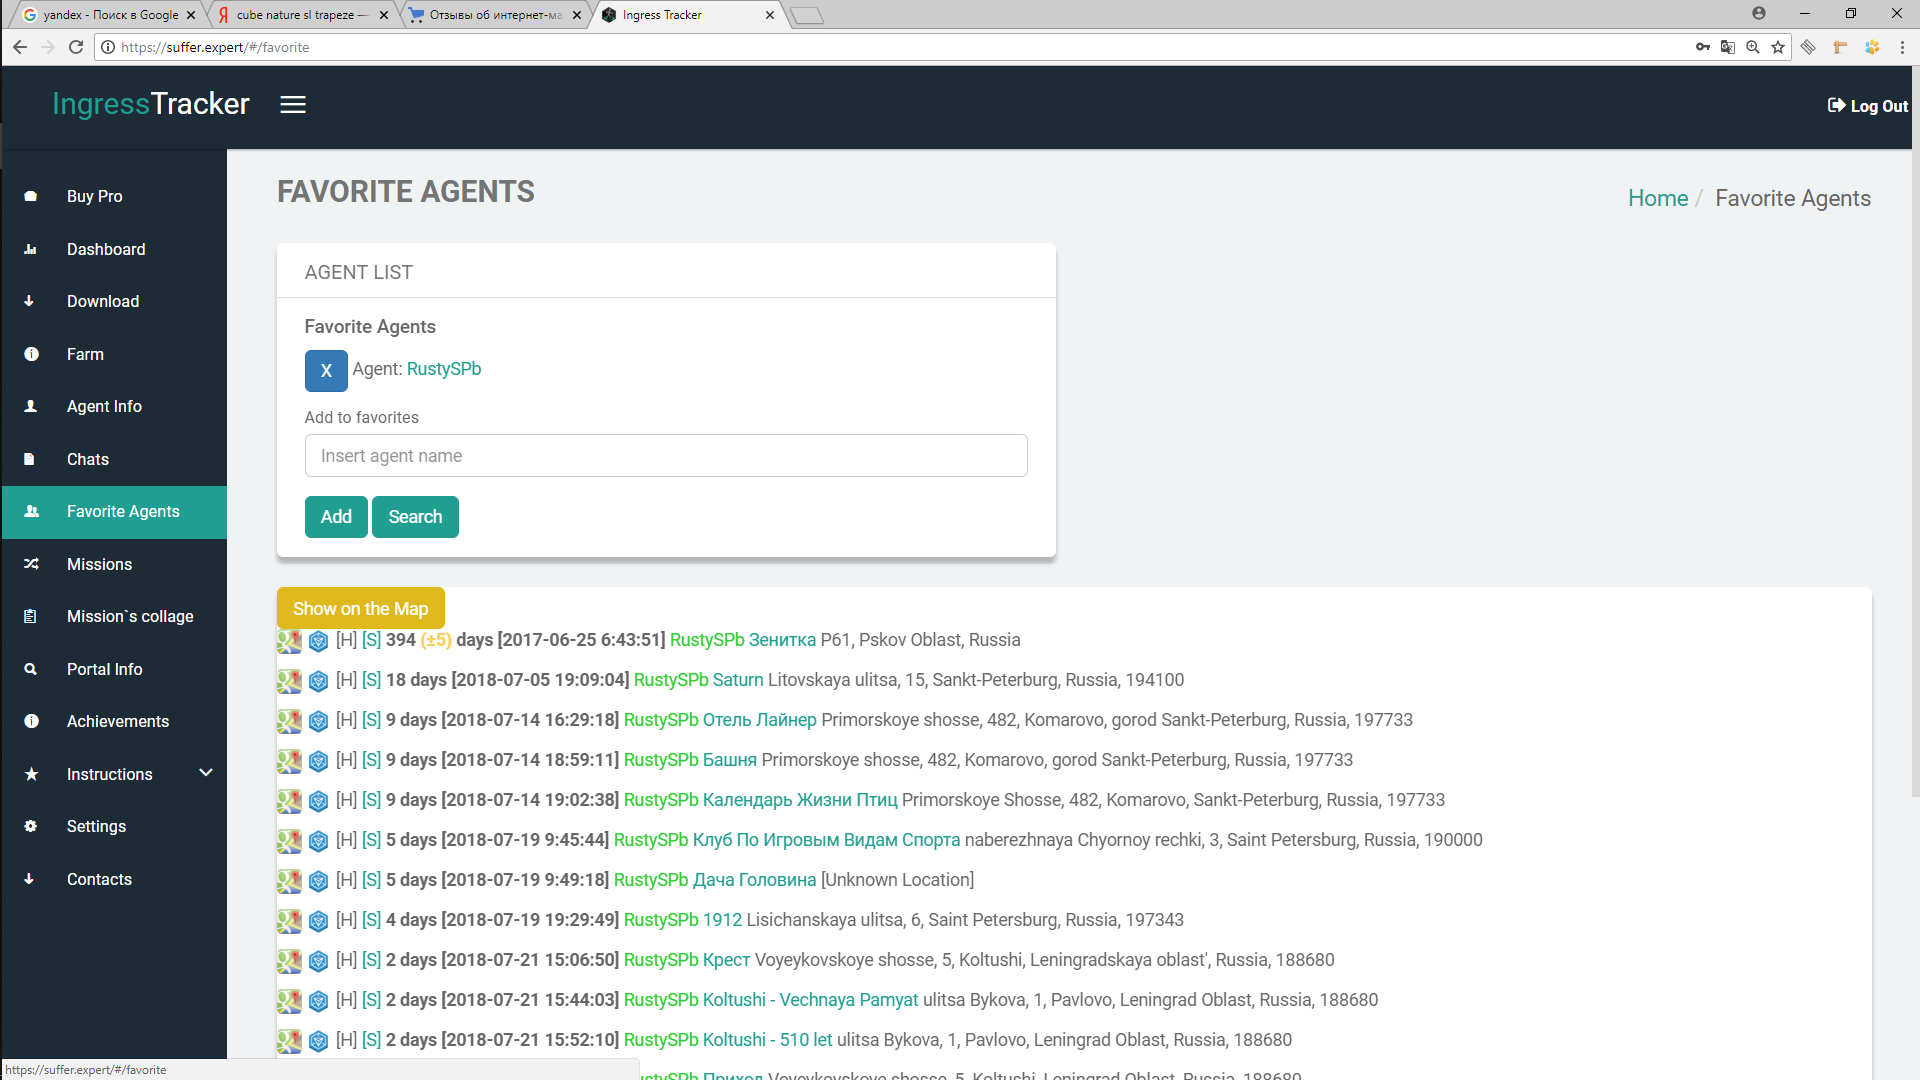 yandex - Поиск в Google
cube nature sl trapeze —
Отзывы об интернет-ма
Ingress Tracker
https://suffer.expert/#/favorite
IngressTracker
Log Out
Buy Pro
Dashboard
Download
Farm
Agent Info
Chats
Favorite Agents
Missions
Mission`s collage
Portal Info
Achievements
Instructions
Settings
Contacts
FAVORITE AGENTS
Home / Favorite Agents
AGENT LIST
Favorite Agents
X Agent: RustySPb
Add to favorites
Insert agent name
Add Search
Show on the Map
[H] [S] 394 (±5) days [2017-06-25 6:43:51] RustySPb Зенитка P61, Pskov Oblast, Russia
[H] [S] 18 days [2018-07-05 19:09:04] RustySPb Saturn Litovskaya ulitsa, 15, Sankt-Peterburg, Russia, 194100
[H] [S] 9 days [2018-07-14 16:29:18] RustySPb Отель Лайнер Primorskoye shosse, 482, Komarovo, gorod Sankt-Peterburg, Russia, 197733
[H] [S] 9 days [2018-07-14 18:59:11] RustySPb Башня Primorskoye shosse, 482, Komarovo, gorod Sankt-Peterburg, Russia, 197733
[H] [S] 9 days [2018-07-14 19:02:38] RustySPb Календарь Жизни Птиц Primorskoye Shosse, 482, Komarovo, Sankt-Peterburg, Russia, 197733
[H] [S] 5 days [2018-07-19 9:45:44] RustySPb Клуб По Игровым Видам Спорта naberezhnaya Chyornoy rechki, 3, Saint Petersburg, Russia, 190000
[H] [S] 5 days [2018-07-19 9:49:18] RustySPb Дача Головина [Unknown Location]
[H] [S] 4 days [2018-07-19 19:29:49] RustySPb 1912 Lisichanskaya ulitsa, 6, Saint Petersburg, Russia, 197343
[H] [S] 2 days [2018-07-21 15:06:50] RustySPb Крест Voyeykovskoye shosse, 5, Koltushi, Leningradskaya oblast', Russia, 188680
[H] [S] 2 days [2018-07-21 15:44:03] RustySPb Koltushi - Vechnaya Pamyat ulitsa Bykova, 1, Pavlovo, Leningrad Oblast, Russia, 188680
[H] [S] 2 days [2018-07-21 15:52:10] RustySPb Koltushi - 510 let ulitsa Bykova, 1, Pavlovo, Leningrad Oblast, Russia, 188680
Приход Voyeykovskoye shosse, 5, Koltushi, Leningrad Oblast, Russia, 188680
https://suffer.expert/#/favorite